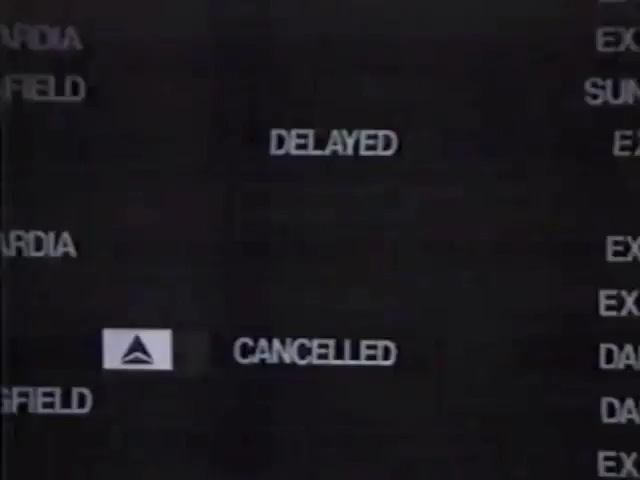 ARDIA EX
FIELD SUN
DELAYED EX
ARDIA EX
EX
CANCELLED DA
GFIELD DA
EX